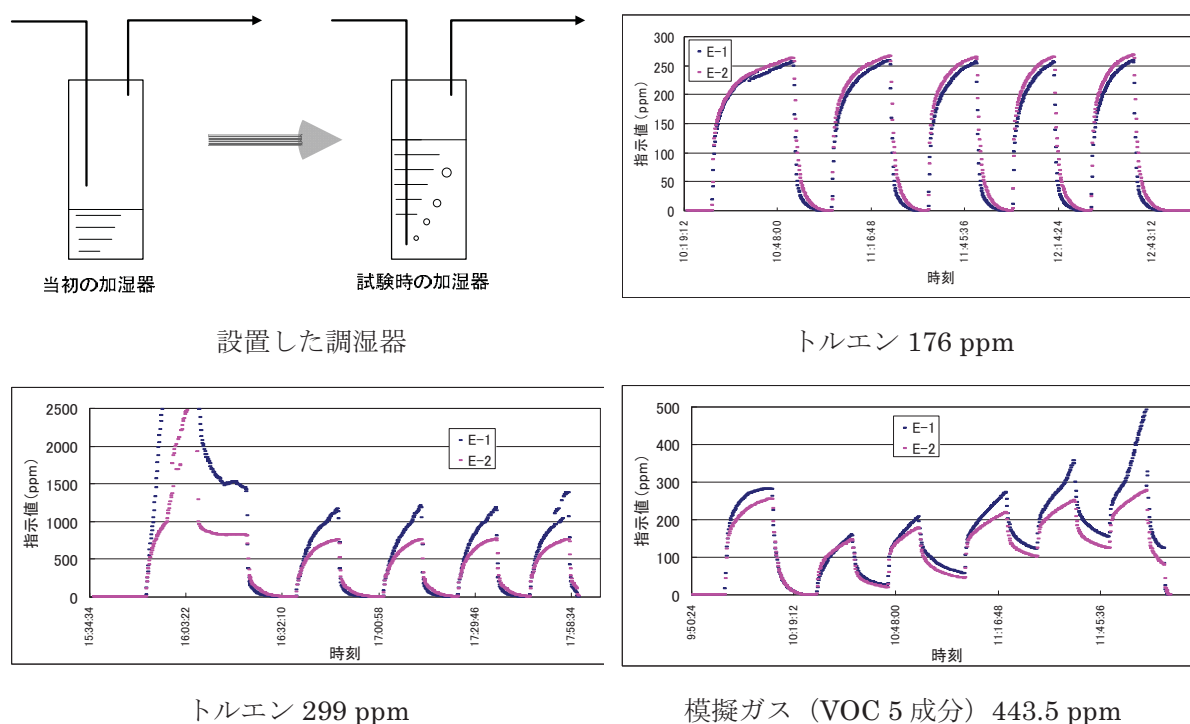 当初の加湿器
試験時の加湿器
設置した調湿器
300
250
200
150
100
50
0
指示値(ppm)
E-1
E-2
10:19:12
10:48:00
11:16:48
11:45:36
12:14:24
12:43:12
時刻
トルエン 176 ppm
2500
2000
1500
1000
500
0
指示値(ppm)
E-1
E-2
15:34:34
16:03:22
16:32:10
17:00:58
17:29:46
17:58:34
時刻
トルエン 299 ppm
500
400
300
200
100
0
指示値(ppm)
E-1
E-2
9:50:24
10:19:12
10:48:00
11:16:48
11:45:36
時刻
模擬ガス(VOC 5 成分)443.5 ppm